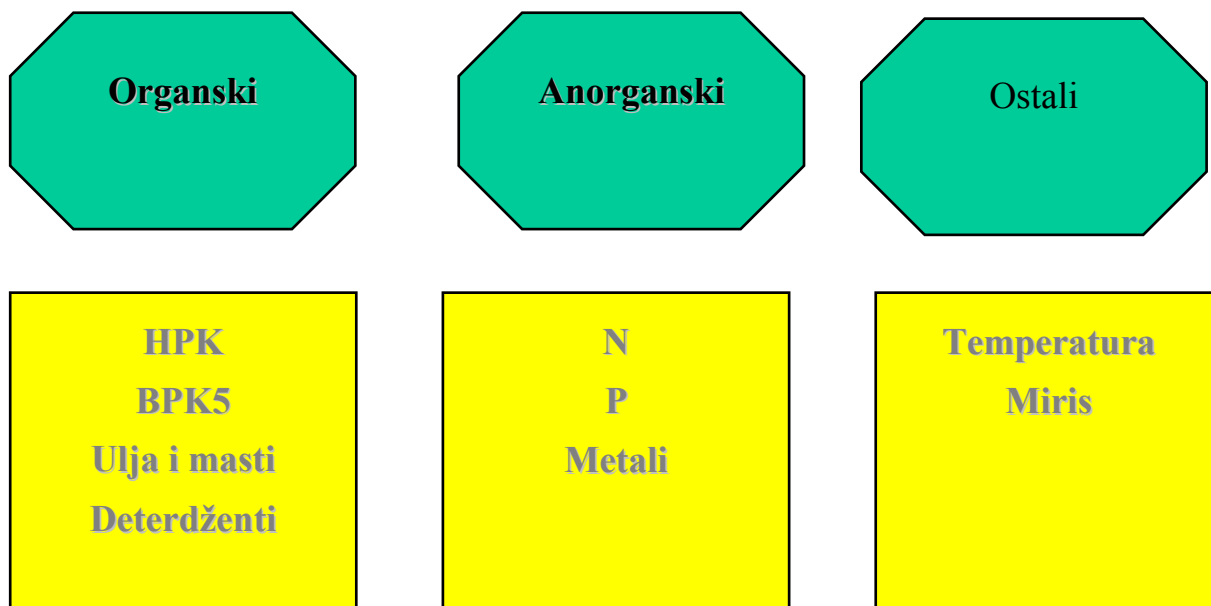 Organski
Anorganski
Ostali
HPK
BPK5
Ulja i masti
Deterdženti
N
P
Metali
Temperatura
Miris